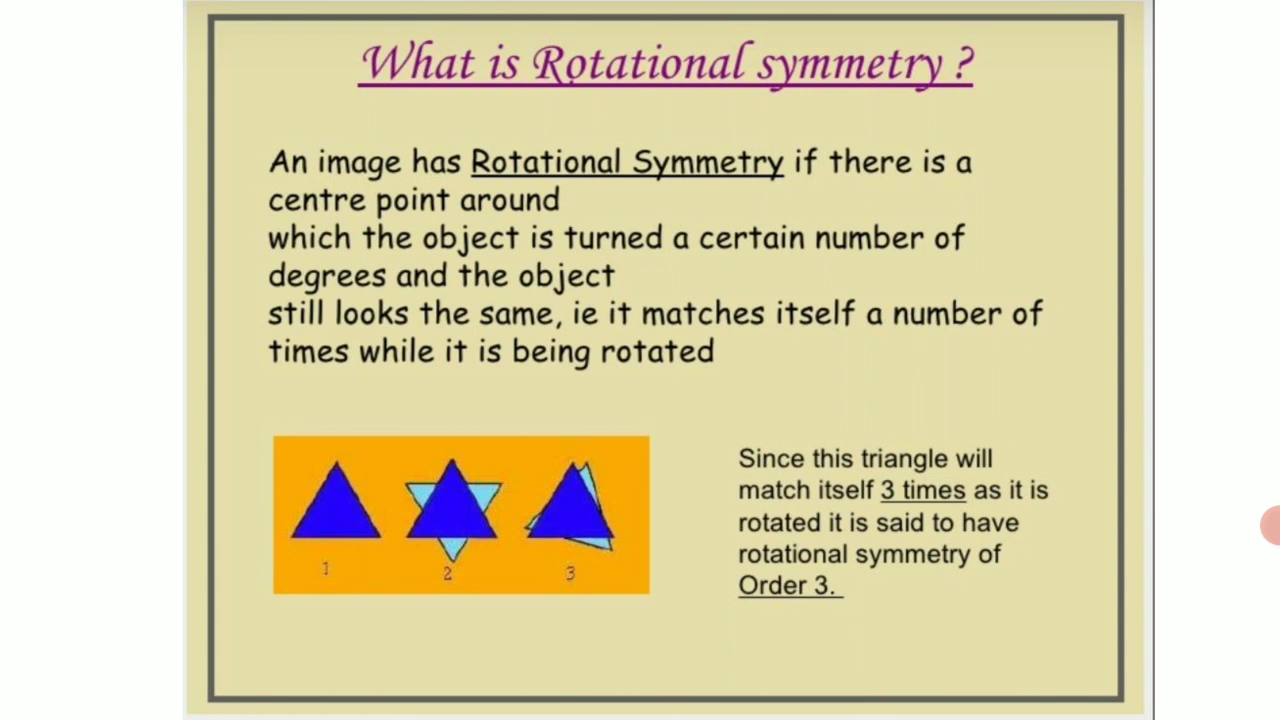 What is Rotational symmetry ?
An image has Rotational Symmetry if there is a
centre point around
which the object is turned a certain number of
degrees and the object
still looks the same, ie it matches itself a number of
times while it is being rotated
1 2 3
Since this triangle will
match itself 3 times as it is
rotated it is said to have
rotational symmetry of
Order 3.